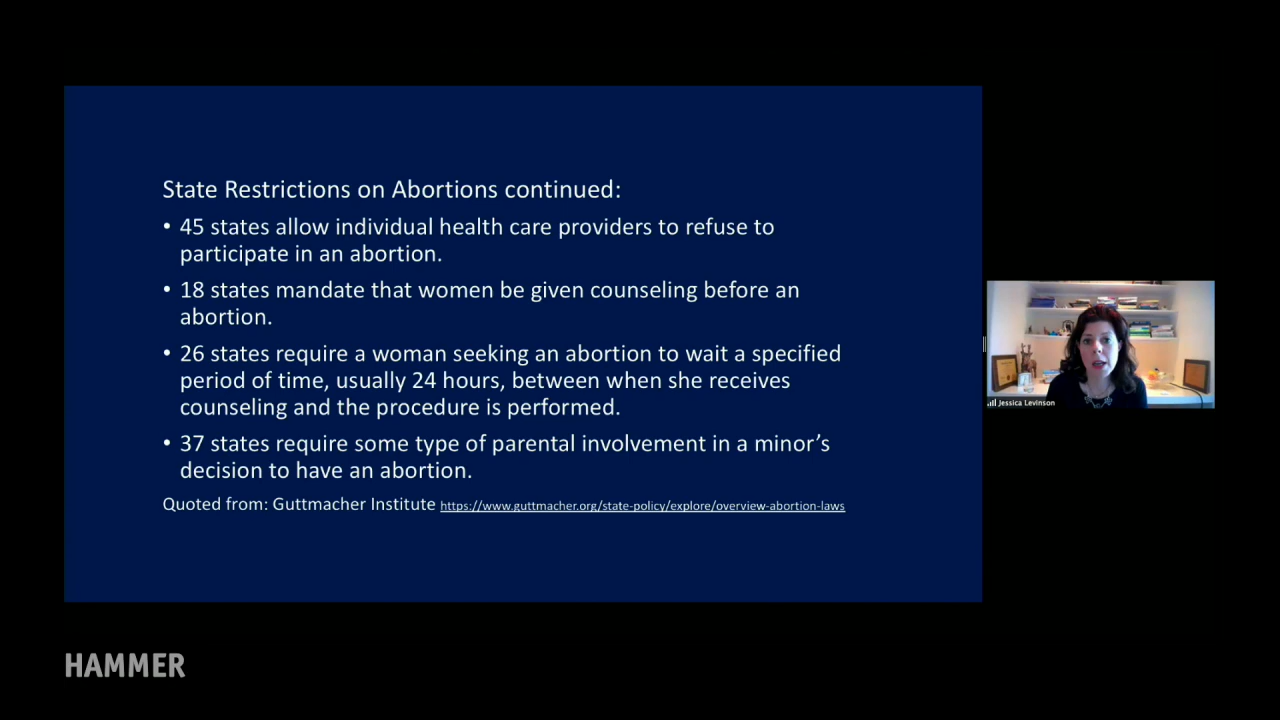 State Restrictions on Abortions continued:
• 45 states allow individual health care providers to refuse to
participate in an abortion.
• 18 states mandate that women be given counseling before an
abortion.
• 26 states require a woman seeking an abortion to wait a specified
period of time, usually 24 hours, between when she receives
counseling and the procedure is performed.
• 37 states require some type of parental involvement in a minor’s
decision to have an abortion.
Quoted from: Guttmacher Institute https://www.guttmacher.org/state-policy/explore/overview-abortion-laws
Jessica Levinson
HAMMER